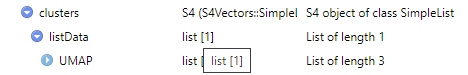 clusters S4 (S4Vectors::Simpl S4 object of class SimpleList
listData list [1] List of length 1
UMAP list [ list [1] List of length 3